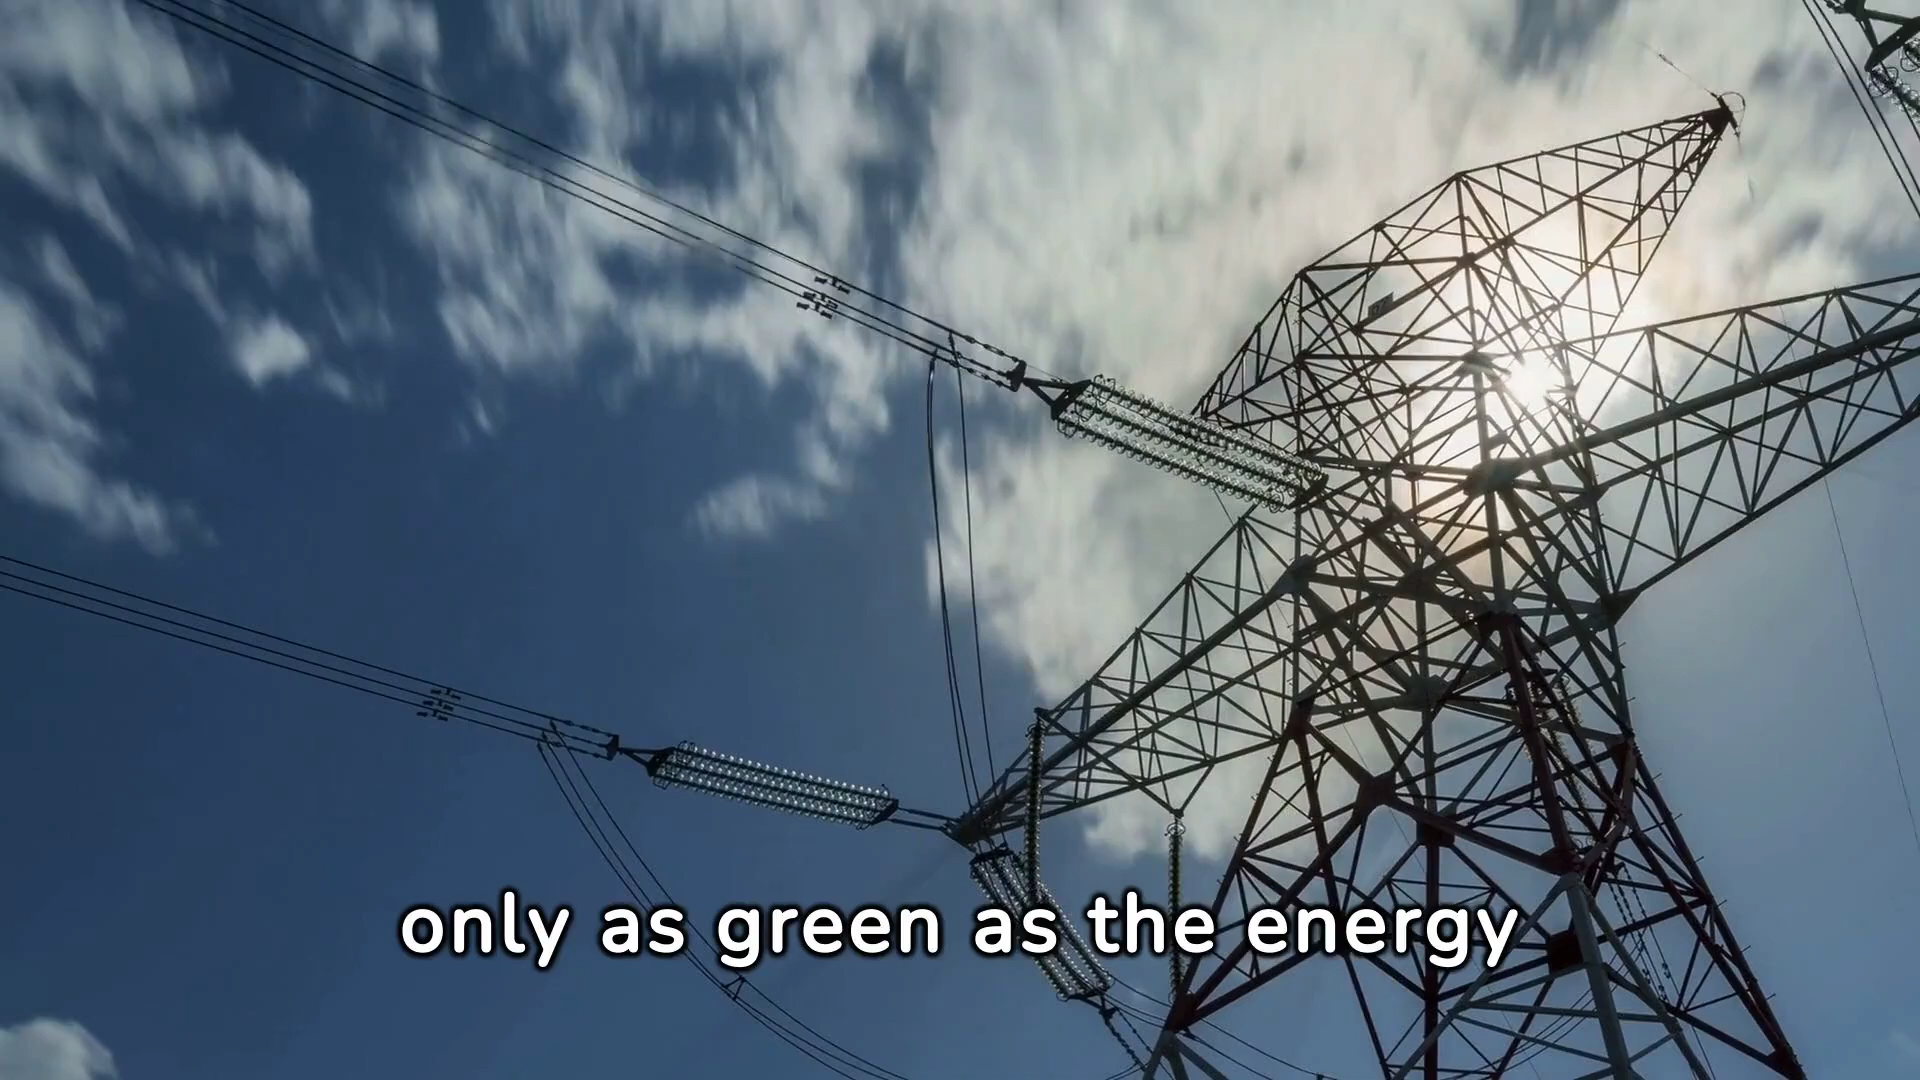 only as green as the energy